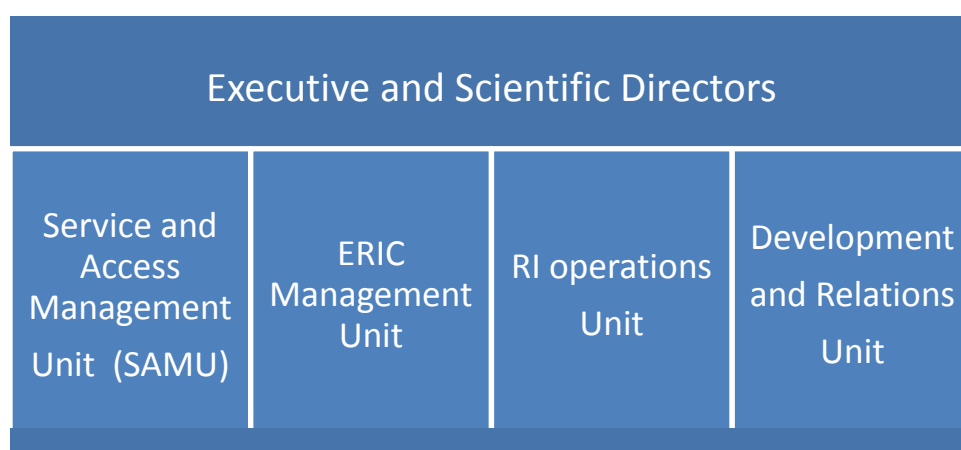 Executive and Scientific Directors
Service and
Access
Management
Unit (SAMU)
ERIC
Management
Unit
RI operations
Unit
Development
and Relations
Unit